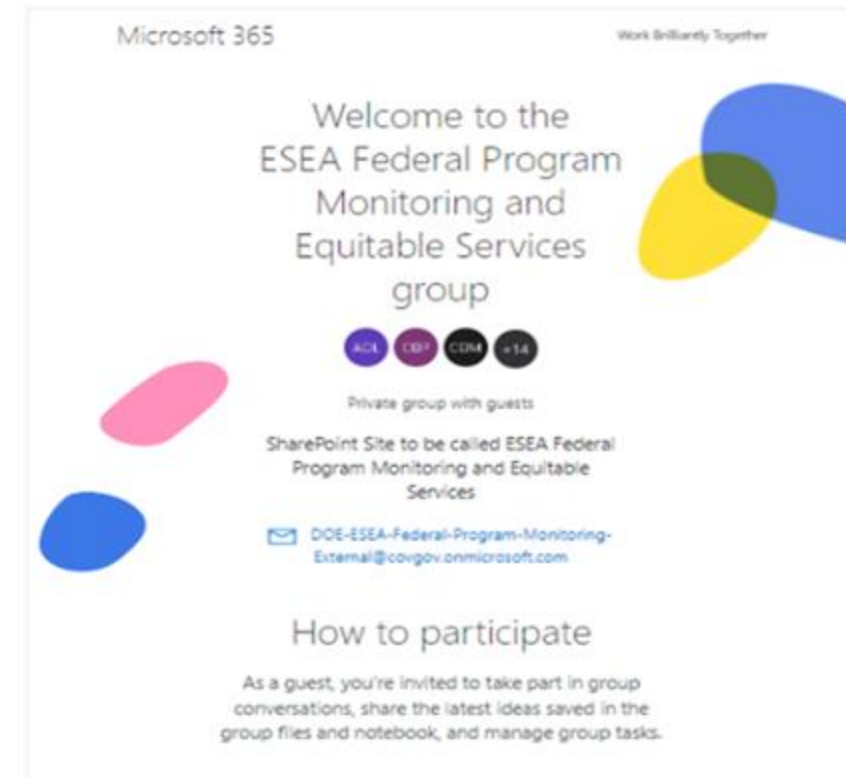 Microsoft 365
Work Brilliantly Together
Welcome to the
ESEA Federal Program
Monitoring and
Equitable Services
group
AOL CBP CBM +14
Private group with guests
SharePoint Site to be called ESEA Federal
Program Monitoring and Equitable
Services
DOE-ESEA-Federal-Program-Monitoring-
External@covgov.onmicrosoft.com
How to participate
As a guest, you're invited to take part in group
conversations, share the latest ideas saved in the
group files and notebook, and manage group tasks.